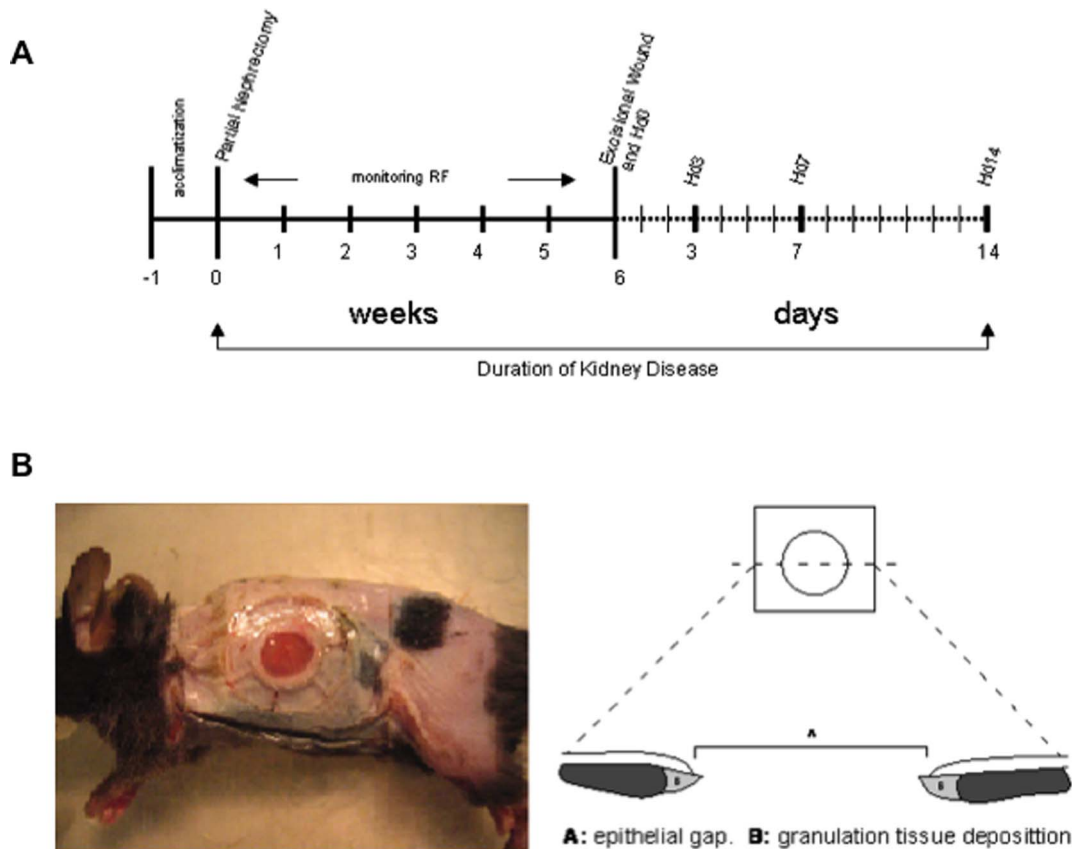 A
acclimatization
Partial Nephrectomy
Excisional Wound
and Hd0
Hd3
Hd7
Hd14
monitoring RF
-1
0
1
2
3
4
5
6
3
7
14
weeks
days
Duration of Kidney Disease
B
A
B
B
A: epithelial gap. B: granulation tissue deposittion